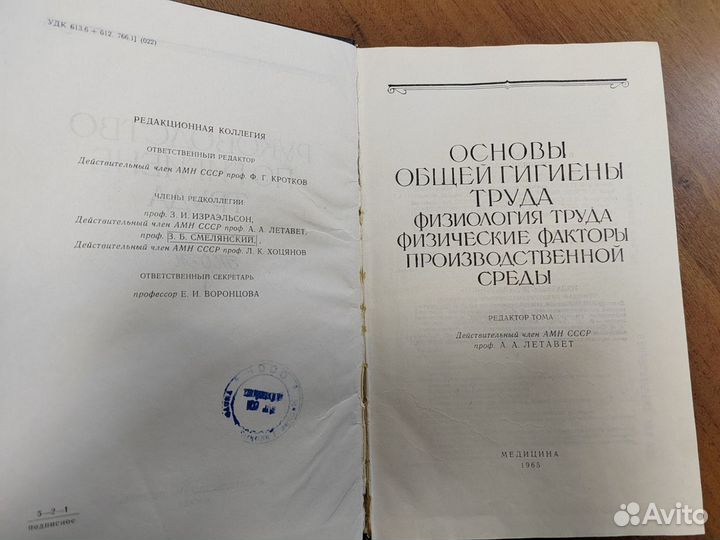 УДК 613.6 + 612. 766.1] (022)
РЕДАКЦИОННАЯ КОЛЛЕГИЯ
ОТВЕТСТВЕННЫЙ РЕДАКТОР
Действительный член АМН СССР проф. Ф. Г. КРОТКОВ
ЧЛЕНЫ РЕДКОЛЛЕГИИ
проф. З. И. ИЗРАЭЛЬСОН,
Действительный член АМН СССР проф. А. А. ЛЕТАВЕТ,
проф. З. Б. СМЕЛЯНСКИЙ,
Действительный член АМН СССР проф. Л. К. ХОЦЯНОВ
ОТВЕТСТВЕННЫЙ СЕКРЕТАРЬ
профессор Е. И. ВОРОНЦОВА
5—2—1
подписное
ОСНОВЫ
ОБЩЕЙ ГИГИЕНЫ
ТРУДА
ФИЗИОЛОГИЯ ТРУДА
ФИЗИЧЕСКИЕ ФАКТОРЫ
ПРОИЗВОДСТВЕННОЙ
СРЕДЫ
РЕДАКТОР ТОМА
Действительный член АМН СССР
проф. А. А. ЛЕТАВЕТ
МЕДИЦИНА
1965
Avito